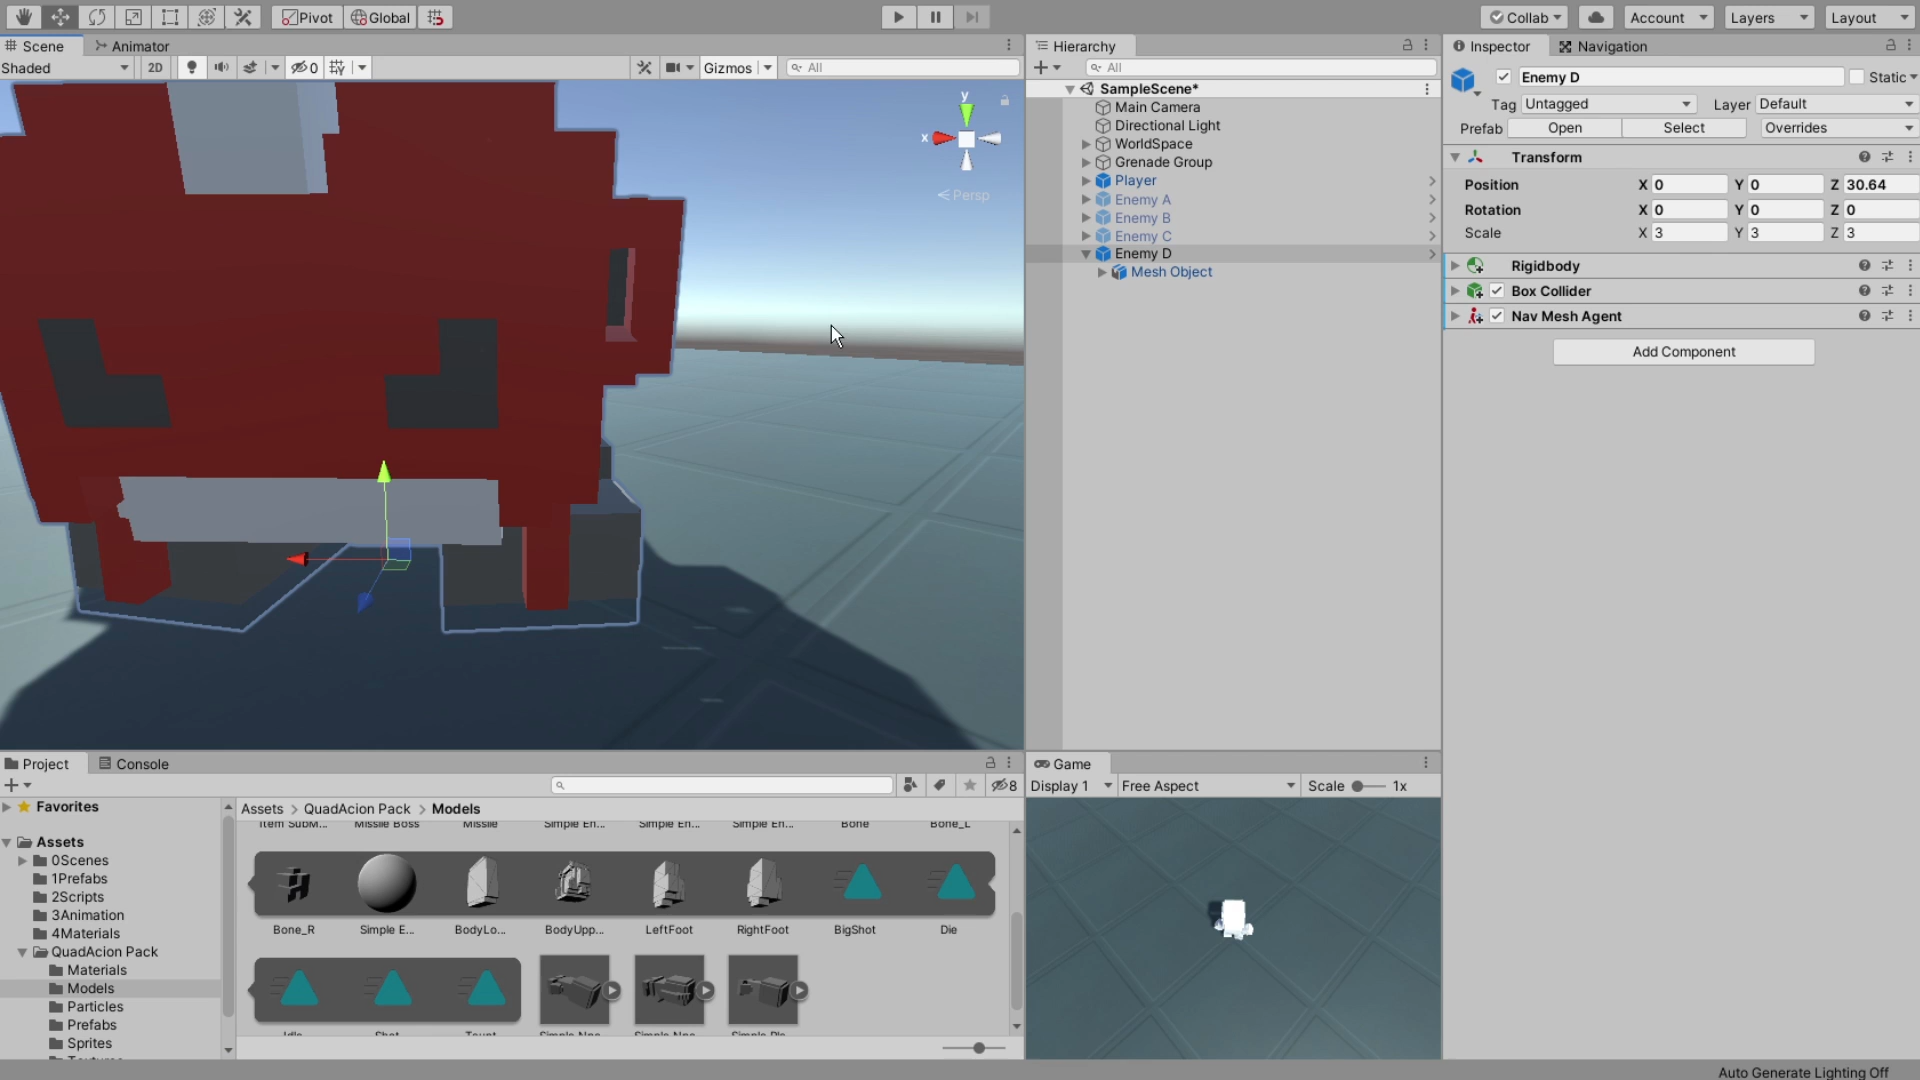 Pivot
Global
Collab
Account
Layers
Layout
Scene
Animator
Shaded
2D
0
Gizmos
All
y
x
Persp
Hierarchy
All
SampleScene*
Main Camera
Directional Light
WorldSpace
Grenade Group
Player
Enemy A
Enemy B
Enemy C
Enemy D
Mesh Object
Inspector
Navigation
Enemy D
Static
Tag Untagged
Layer Default
Prefab Open Select Overrides
Transform
Position X 0 Y 0 Z 30.64
Rotation X 0 Y 0 Z 0
Scale X 3 Y 3 Z 3
Rigidbody
Box Collider
Nav Mesh Agent
Add Component
Project
Console
8
Favorites
Assets
0Scenes
1Prefabs
2Scripts
3Animation
4Materials
QuadAcion Pack
Materials
Models
Particles
Prefabs
Sprites
Textures
Assets > QuadAcion Pack > Models
Item SubM... Missile Boss Missile Simple En... Simple En... Simple En... Bone Bone_L
Bone_R Simple E... BodyLo... BodyUpp... LeftFoot RightFoot BigShot Die
Idle Shot Taunt Simple Npc... Simple Npc... Simple Pla...
Game
Display 1
Free Aspect
Scale 1x
Auto Generate Lighting Off